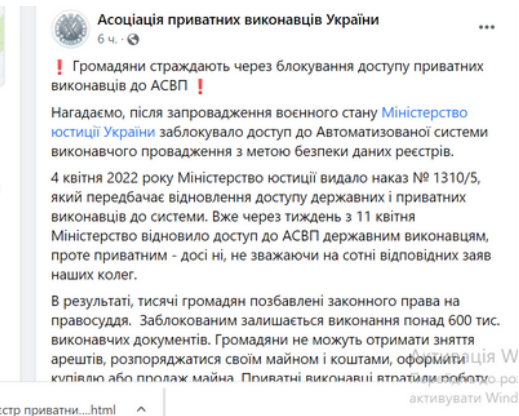 Асоціація приватних виконавців України
6 ч. ·
❗ Громадяни страждають через блокування доступу приватних
виконавців до АСВП ❗
Нагадаємо, після запровадження воєнного стану Міністерство
юстиції України заблокувало доступ до Автоматизованої системи
виконавчого провадження з метою безпеки даних реєстрів.
4 квітня 2022 року Міністерство юстиції видало наказ № 1310/5,
який передбачає відновлення доступу державних і приватних
виконавців до системи. Вже через тиждень з 11 квітня
Міністерство відновило доступ до АСВП державним виконавцям,
проте приватним - досі ні, не зважаючи на сотні відповідних заяв
наших колег.
В результаті, тисячі громадян позбавлені законного права на
правосуддя. Заблокованим залишається виконання понад 600 тис.
виконавчих документів. Громадяни не можуть отримати зняття
арештів, розпоряджатися своїм майном і коштами, оформити
купівлю або продаж майна. Приватні виконавці втратили роботу
Активація W
до ро
активувати Wind
єстр приватни....html